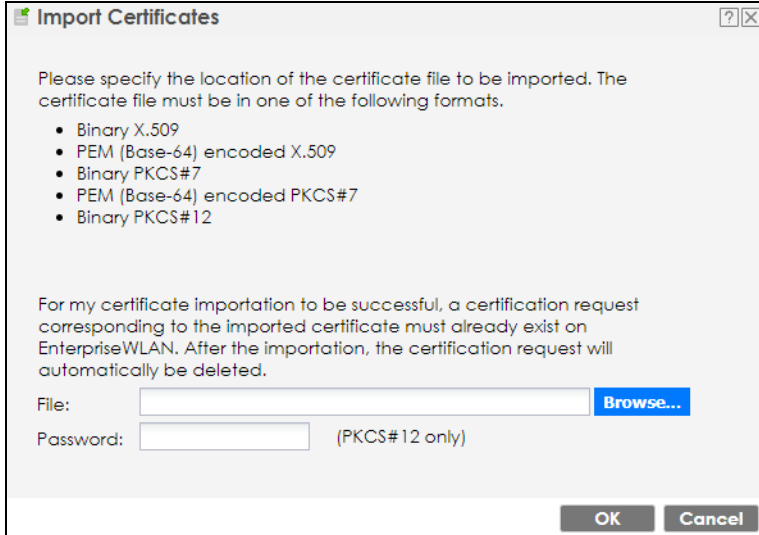 Import Certificates
Please specify the location of the certificate file to be imported. The
certificate file must be in one of the following formats.
• Binary X.509
• PEM (Base-64) encoded X.509
• Binary PKCS#7
• PEM (Base-64) encoded PKCS#7
• Binary PKCS#12
For my certificate importation to be successful, a certification request
corresponding to the imported certificate must already exist on
EnterpriseWLAN. After the importation, the certification request will
automatically be deleted.
File: Browse...
Password: (PKCS#12 only)
OK Cancel